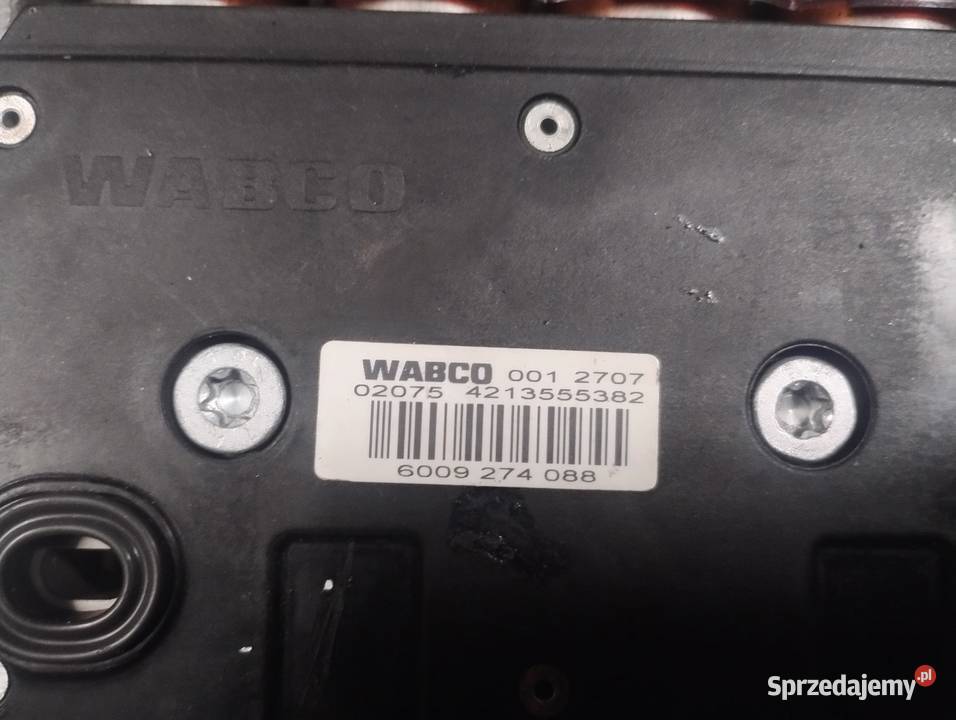 WABCO
WABCO 001 2707
02075 4213555382
6009 274 088
Sprzedajemy.pl